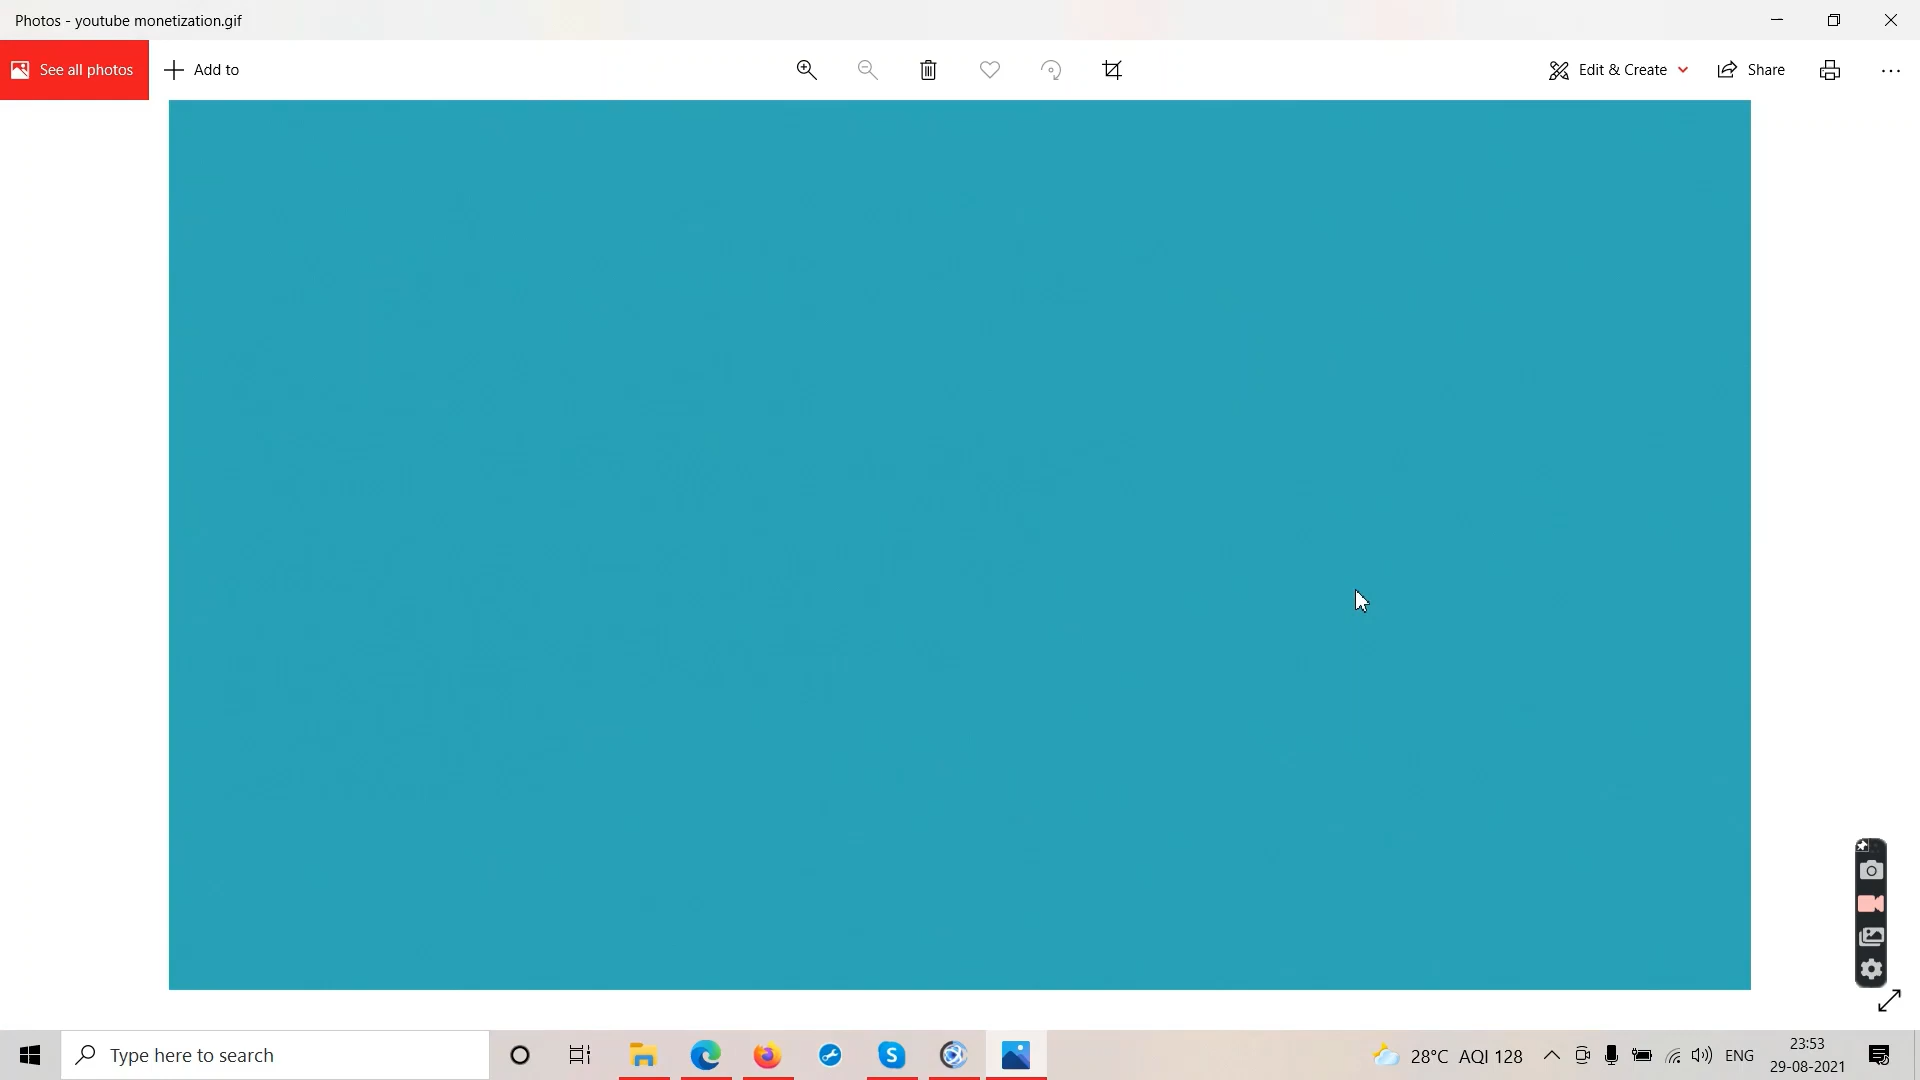 Photos - youtube monetization.gif
See all photos
Add to
Edit & Create
Share
Type here to search
28°C AQI 128
ENG
23:53
29-08-2021